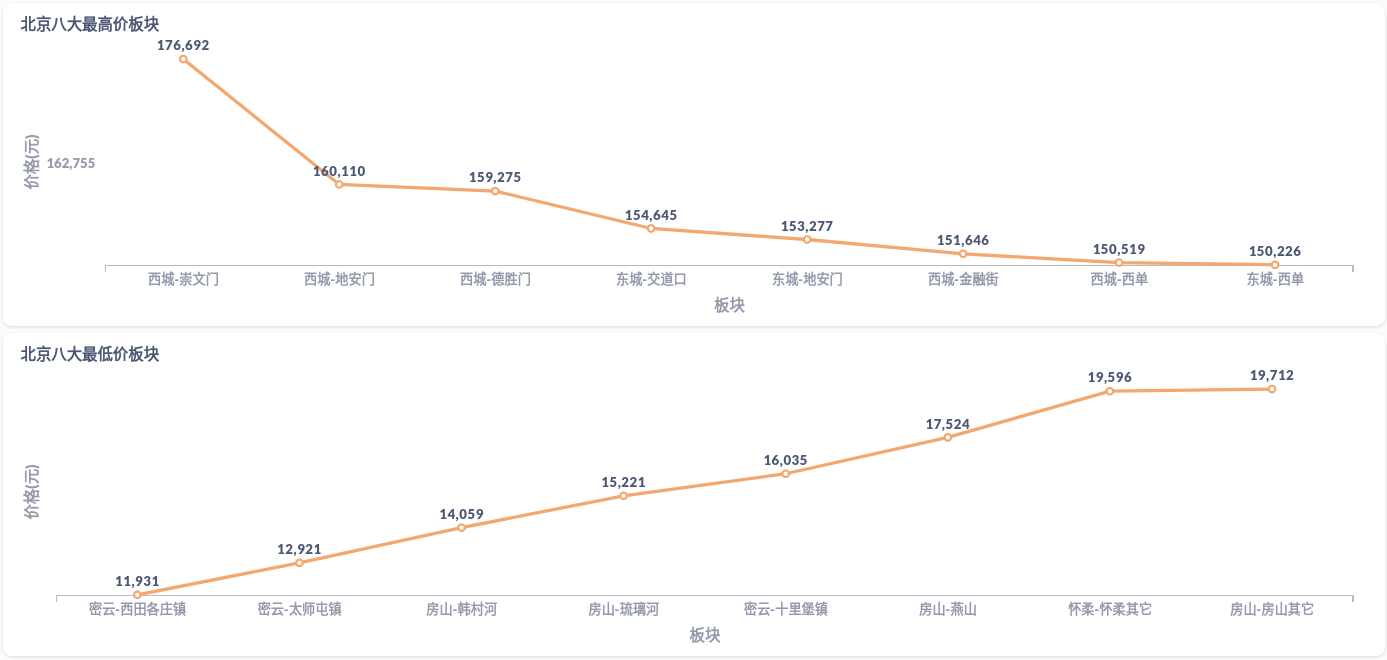 北京八大最高价板块
176,692
160,110
159,275
154,645
153,277
151,646
150,519
150,226
价格(元)
162,755
西城-崇文门
西城-地安门
西城-德胜门
东城-交道口
东城-地安门
西城-金融街
西城-西单
东城-西单
板块
北京八大最低价板块
11,931
12,921
14,059
15,221
16,035
17,524
19,596
19,712
价格(元)
密云-西田各庄镇
密云-太师屯镇
房山-韩村河
房山-琉璃河
密云-十里堡镇
房山-燕山
怀柔-怀柔其它
房山-房山其它
板块